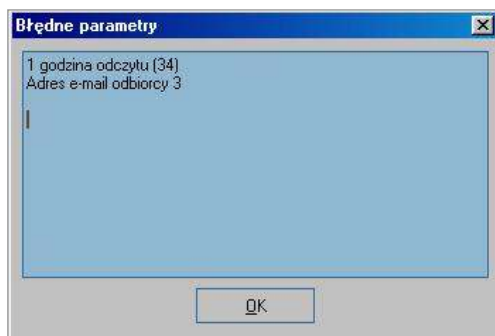 Błędne parametry
1 godzina odczytu (34)
Adres e-mail odbiorcy 3
OK